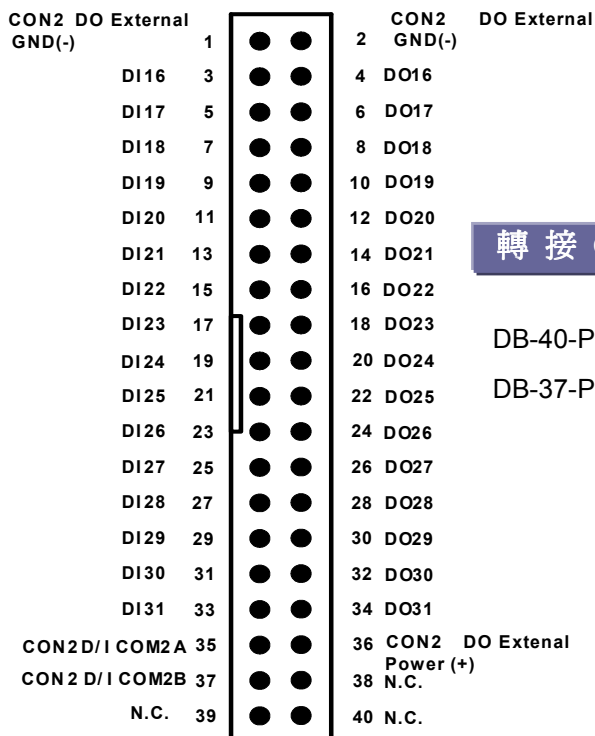 CON2 DO External CON2 DO External
GND(-) 1 2 GND(-)
DI16 3 4 DO16
DI17 5 6 DO17
DI18 7 8 DO18
DI19 9 10 DO19
DI20 11 12 DO20
DI21 13 14 DO21
轉接
DI22 15 16 DO22
DI23 17 18 DO23
DB-40-P
DI24 19 20 DO24
DI25 21 22 DO25
DB-37-P
DI26 23 24 DO26
DI27 25 26 DO27
DI28 27 28 DO28
DI29 29 30 DO29
DI30 31 32 DO30
DI31 33 34 DO31
CON2 D/I COM2A 35 36 CON2 DO Extenal
Power (+)
CON2 D/I COM2B 37 38 N.C.
N.C. 39 40 N.C.